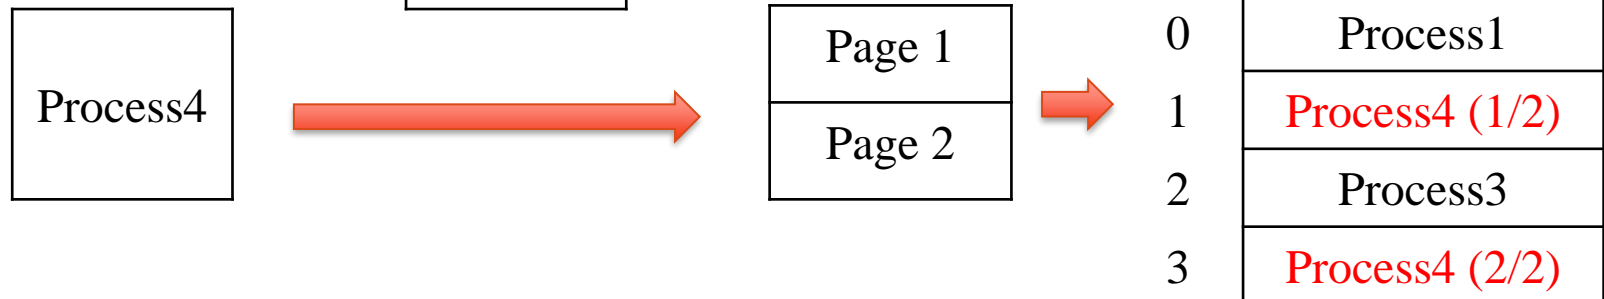 Process4
Page 1
Page 2
0 Process1
1 Process4 (1/2)
2 Process3
3 Process4 (2/2)